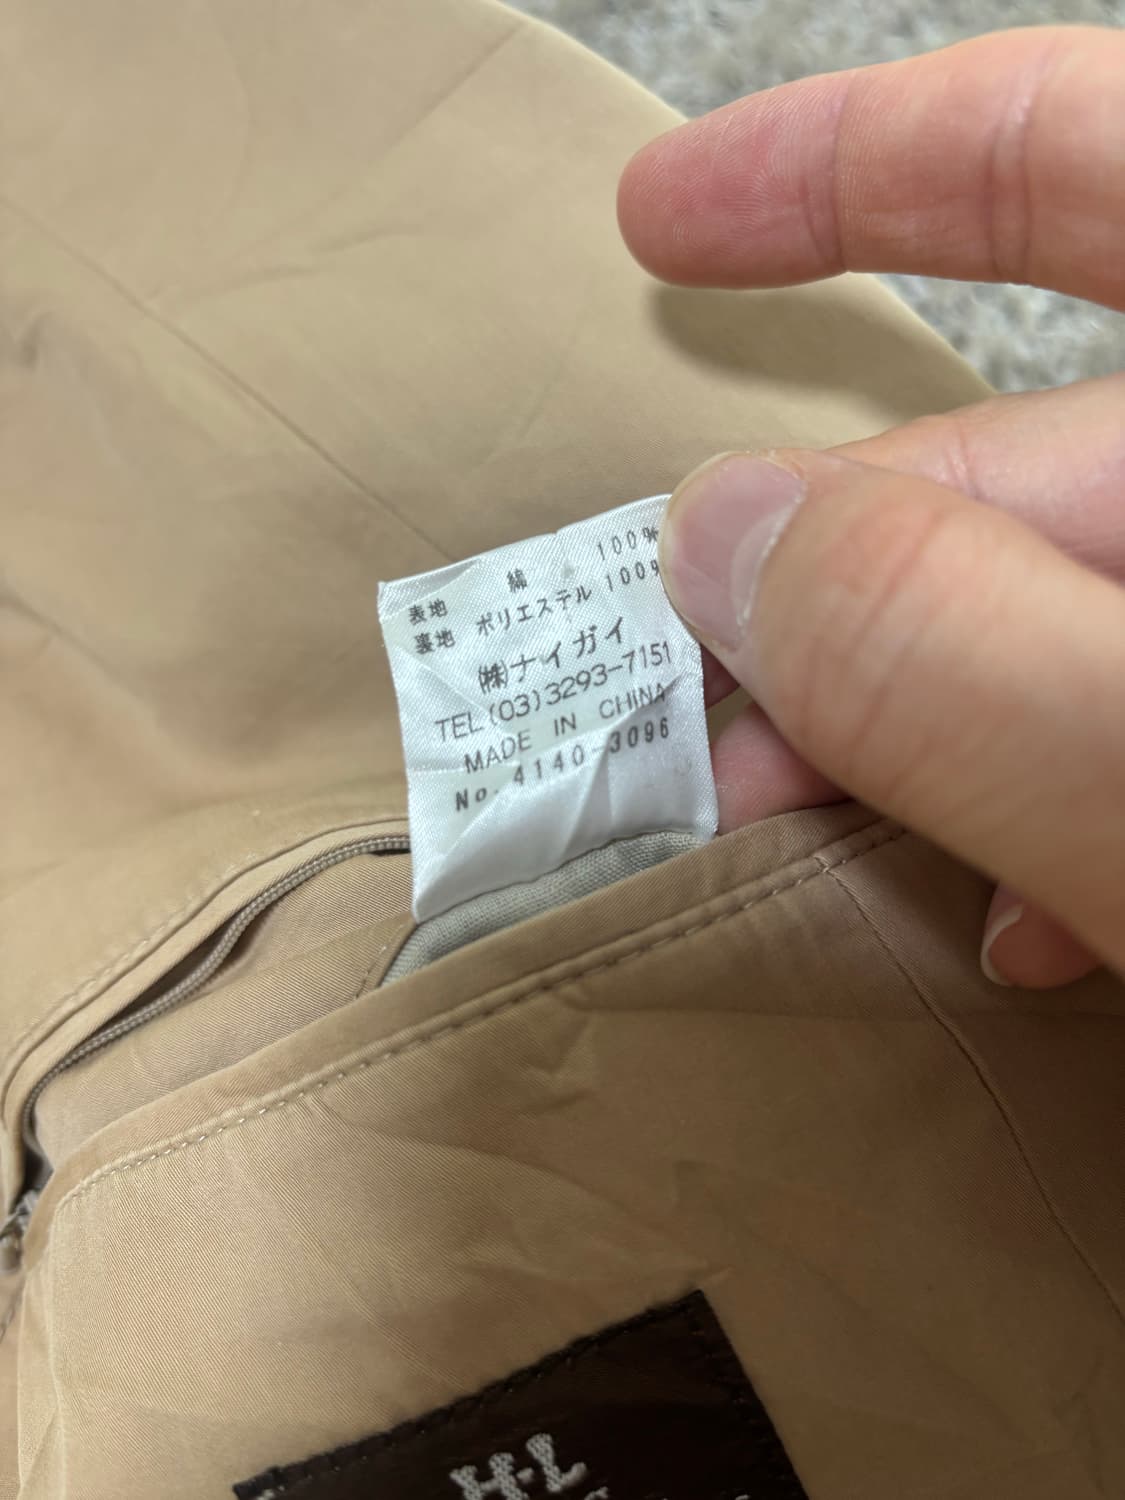 表地 綿 100%
裏地 ポリエステル 100%
㈱ナイガイ
TEL(03)3293-7151
MADE IN CHINA
No. 4140-3096
H·L